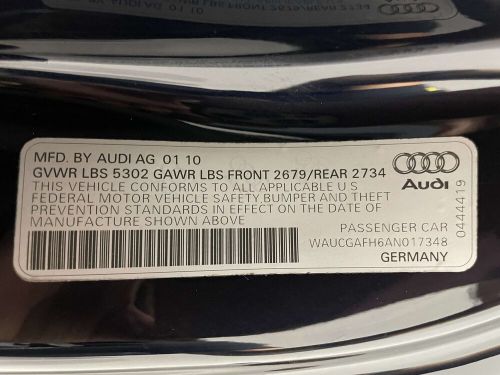 MFD. BY AUDI AG 01 10
GVWR LBS 5302 GAWR LBS FRONT 2679/REAR 2734
THIS VEHICLE CONFORMS TO ALL APPLICABLE U S
FEDERAL MOTOR VEHICLE SAFETY,BUMPER AND THEFT
PREVENTION STANDARDS IN EFFECT ON THE DATE OF
MANUFACTURE SHOWN ABOVE
PASSENGER CAR
WAUCGAFH6AN017348
GERMANY
Audi
0444419